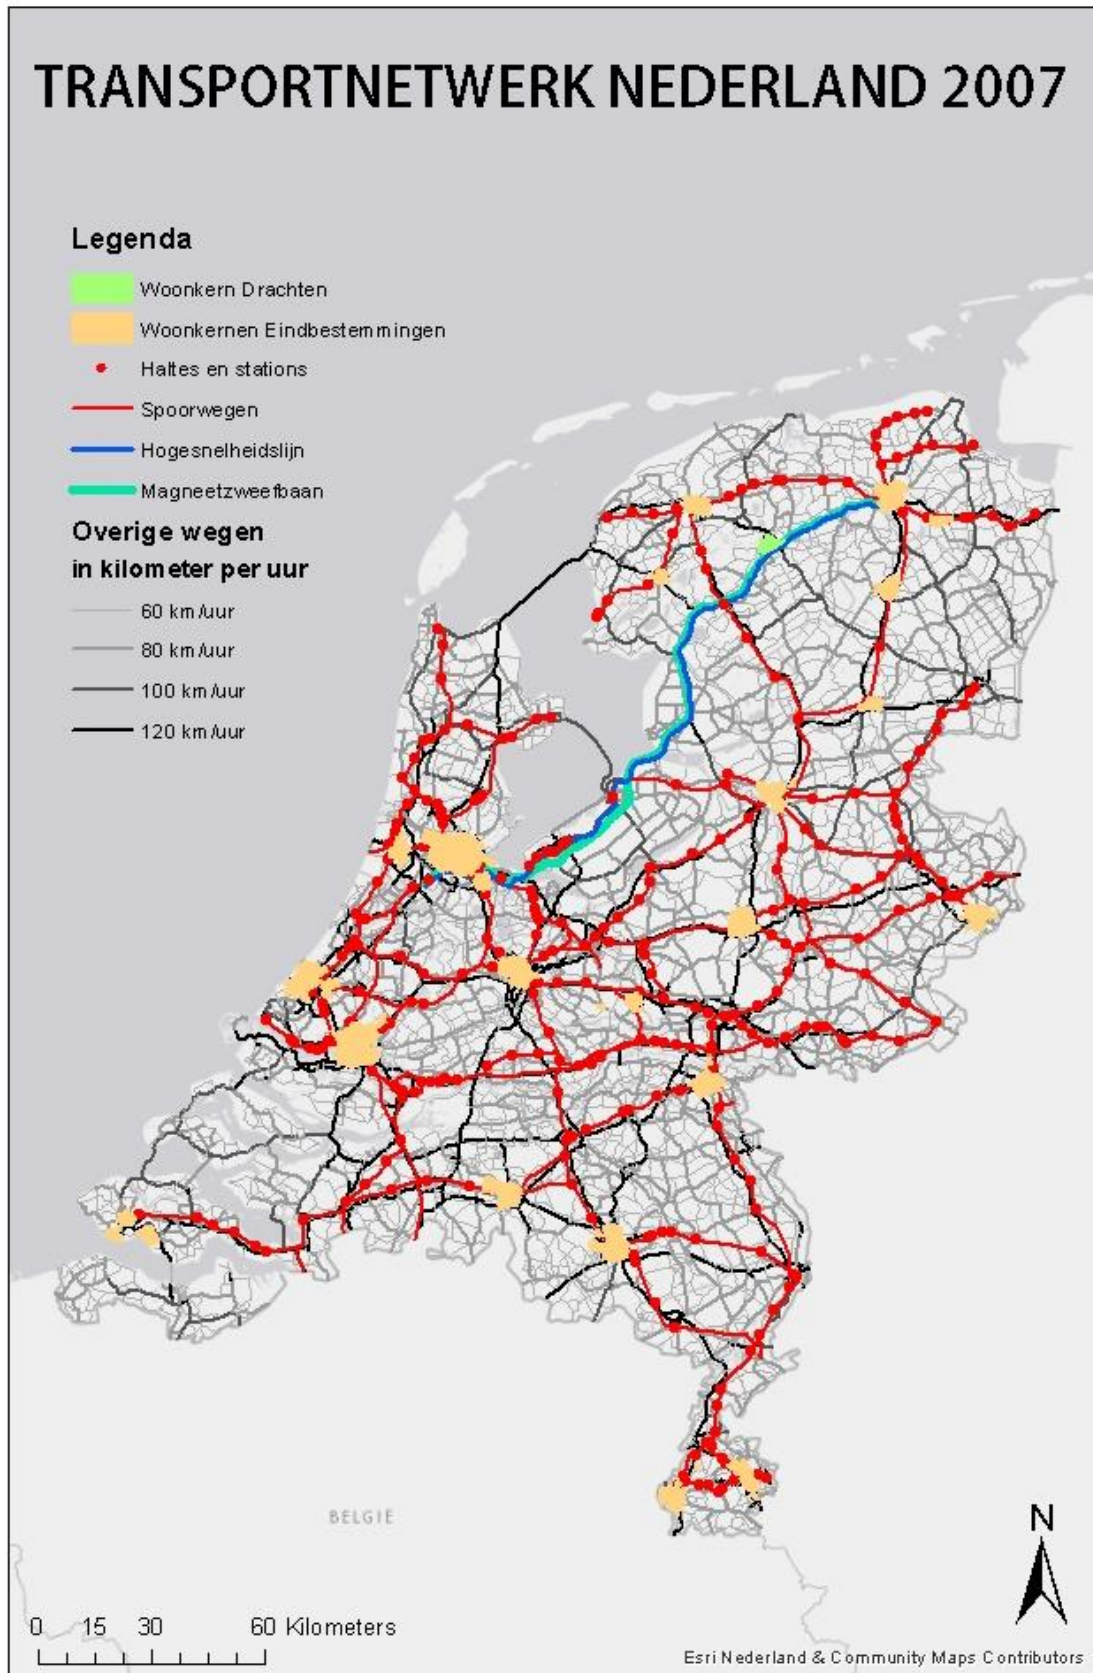 TRANSPORTNETWERK NEDERLAND 2007
Legenda
Woonkern Drachten
Woonkernen Eindbestemmingen
Haltes en stations
Spoorwegen
Hogesnelheidslijn
Magneetzweefbaan
Overige wegen
in kilometer per uur
60 km/uur
80 km/uur
100 km/uur
120 km/uur
BELGIË
N
0 15 30 60 Kilometers
Esri Nederland & Community Maps Contributors